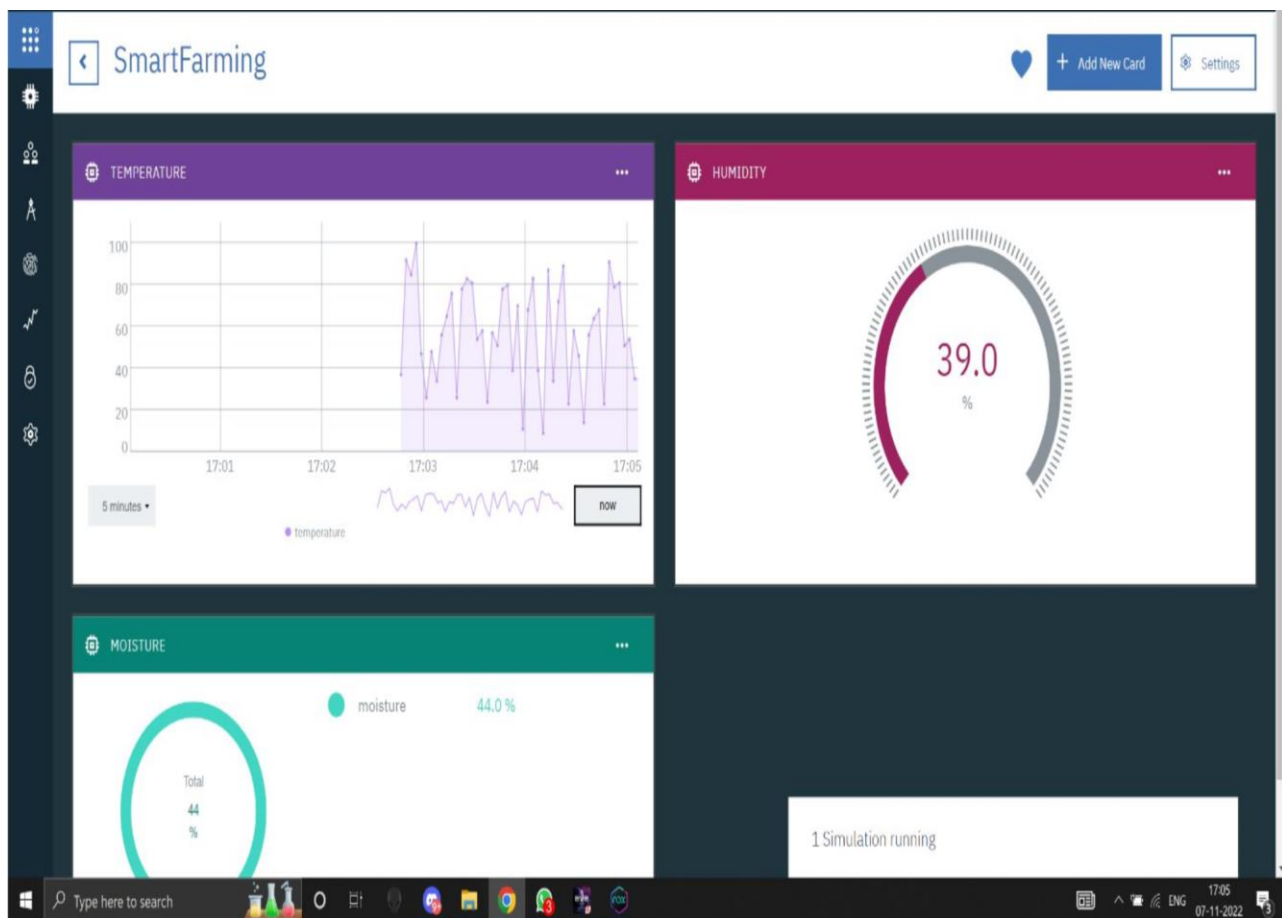 SmartFarming
+ Add New Card
Settings
TEMPERATURE
100
80
60
40
20
0
17:01 17:02 17:03 17:04 17:05
5 minutes
now
temperature
HUMIDITY
39.0
%
MOISTURE
moisture 44.0 %
Total
44
%
1 Simulation running
Type here to search
ENG
17:05
07-11-2022
3
3